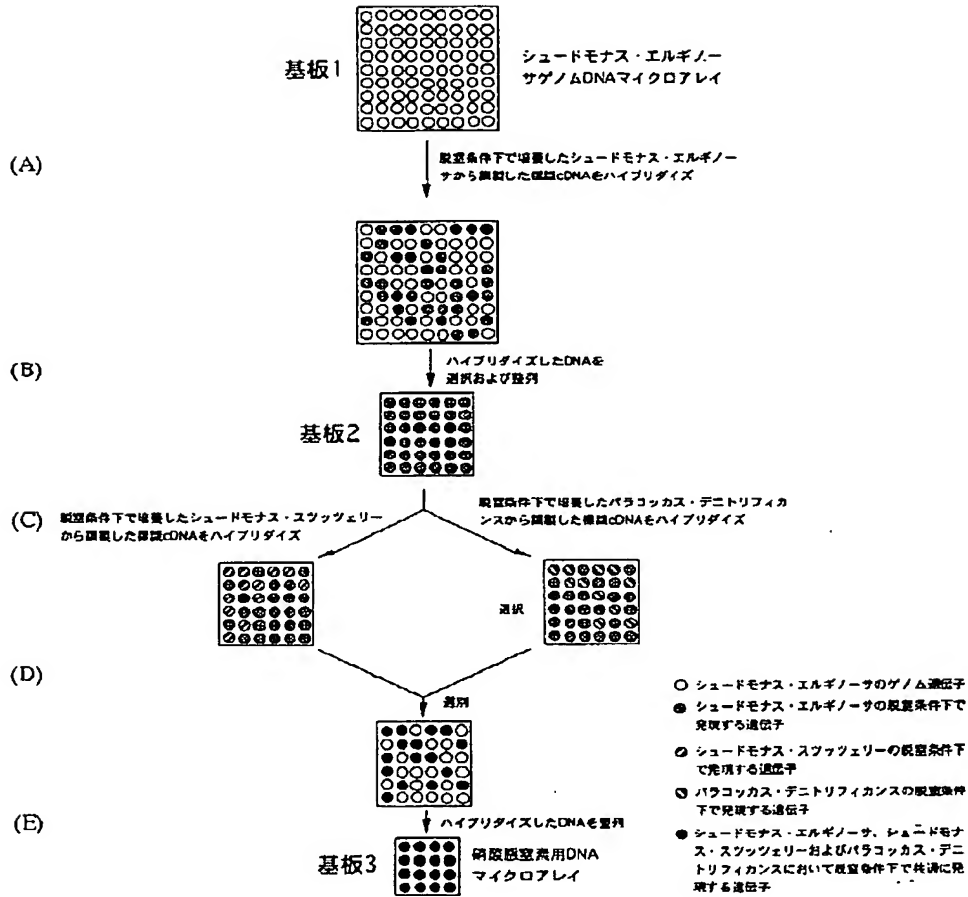 基板1
シュードモナス・エルギノー
サゲノムDNAマイクロアレイ
(A)
脱窒条件下で培養したシュードモナス・エルギノー
サから調製した標識cDNAをハイブリダイズ
(B)
ハイブリダイズしたDNAを
選択および整列
基板2
(C)
脱窒条件下で培養したシュードモナス・スツッツェリー
から調製した標識cDNAをハイブリダイズ
脱窒条件下で培養したパラコッカス・デニトリフィカ
ンスから調製した標識cDNAをハイブリダイズ
選択
(D)
選別
(E)
ハイブリダイズしたDNAを整列
基板3
硝酸脱窒素用DNA
マイクロアレイ
シュードモナス・エルギノーサのゲノム遺伝子
シュードモナス・エルギノーサの脱窒条件下で
発現する遺伝子
シュードモナス・スツッツェリーの脱窒条件下
で発現する遺伝子
パラコッカス・デニトリフィカンスの脱窒条件
下で発現する遺伝子
シュードモナス・エルギノーサ、シュードモナ
ス・スツッツェリーおよびパラコッカス・デニ
トリフィカンスにおいて脱窒条件下で共通に発
現する遺伝子